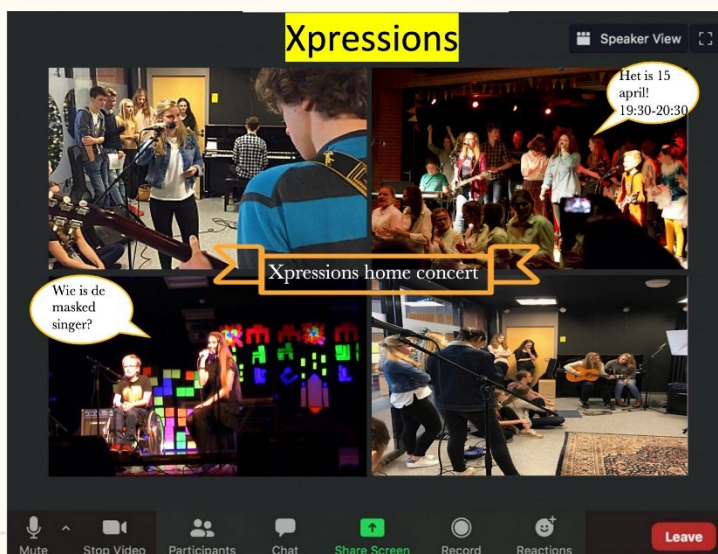 Xpressions
Speaker View
Het is 15
april!
19:30-20:30
Xpressions home concert
Wie is de
masked
singer?
Mute
Stop Video
Participants
Chat
Share Screen
Record
Reactions
Leave